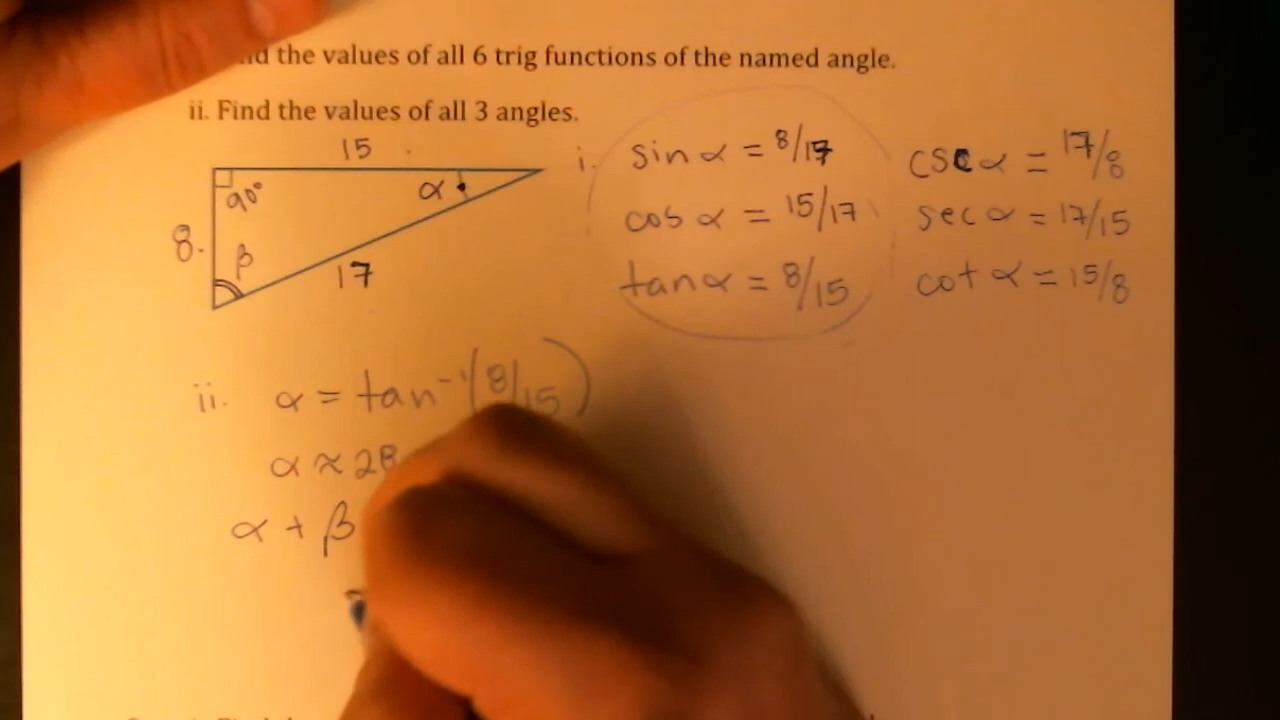 the values of all 6 trig functions of the named angle.
ii. Find the values of all 3 angles.
15
90°
α
8.
β
17
i. sin α = 8/17
cos α = 15/17
tan α = 8/15
csc α = 17/8
sec α = 17/15
cot α = 15/8
ii. α = tan⁻¹(8/15)
α ≈ 28
α + β